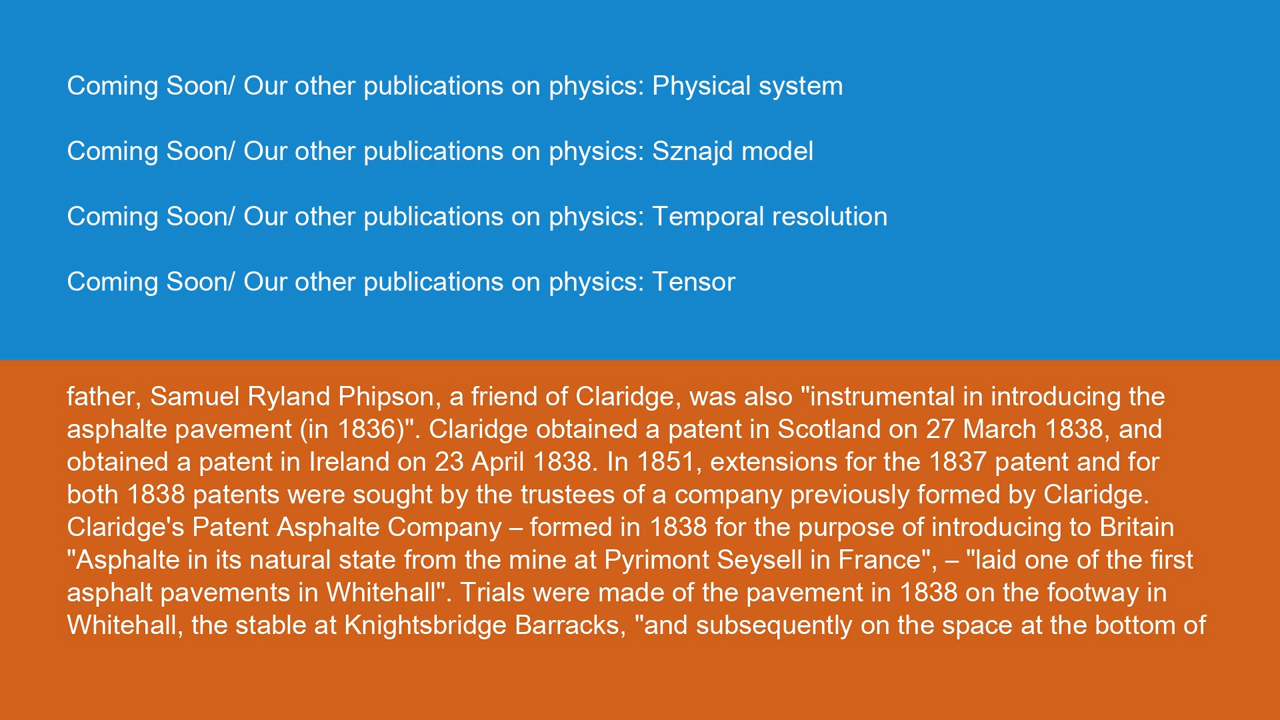 Coming Soon/ Our other publications on physics: Physical system
Coming Soon/ Our other publications on physics: Sznajd model
Coming Soon/ Our other publications on physics: Temporal resolution
Coming Soon/ Our other publications on physics: Tensor
father, Samuel Ryland Phipson, a friend of Claridge, was also "instrumental in introducing the
asphalte pavement (in 1836)". Claridge obtained a patent in Scotland on 27 March 1838, and
obtained a patent in Ireland on 23 April 1838. In 1851, extensions for the 1837 patent and for
both 1838 patents were sought by the trustees of a company previously formed by Claridge.
Claridge's Patent Asphalte Company – formed in 1838 for the purpose of introducing to Britain
"Asphalte in its natural state from the mine at Pyrimont Seysell in France", – "laid one of the first
asphalt pavements in Whitehall". Trials were made of the pavement in 1838 on the footway in
Whitehall, the stable at Knightsbridge Barracks, "and subsequently on the space at the bottom of